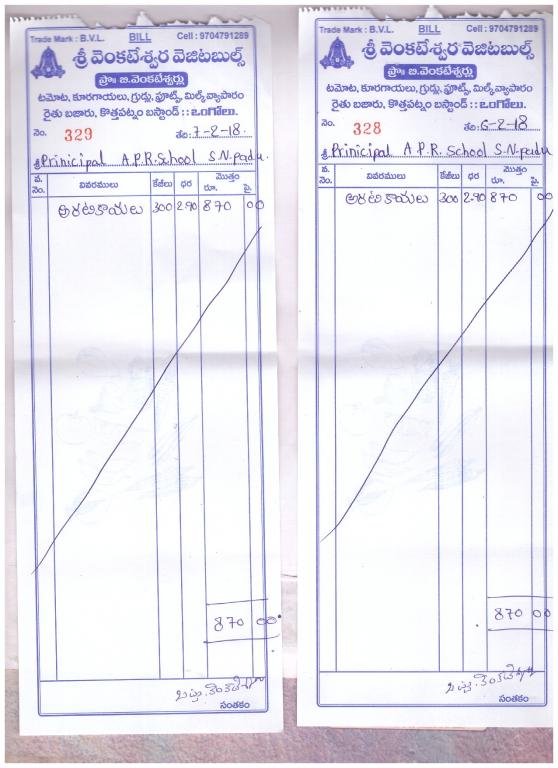 Trade Mark : B.V.L. BILL Cell : 9704791289
శ్రీ వెంకటేశ్వర వెజిటబుల్స్
ప్రొః బి.వెంకటేశ్వర్లు
టమోట, కూరగాయలు, గ్రుడ్లు, ఫ్రూట్స్, మిల్క్ వ్యాపారం
రైతు బజారు, కొత్తపట్నం బస్టాండ్ :: ఒంగోలు.
నెం. 329 తేది: 7-2-18.
శ్రీ Prinicipal A.P.R.School S.N.padu.
వ. నెం. వివరములు కేజీలు ధర మొత్తం రూ. పై.
అరటికాయలు 300 2.90 870 00
870 00
సంతకం
Trade Mark : B.V.L. BILL Cell : 9704791289
శ్రీ వెంకటేశ్వర వెజిటబుల్స్
ప్రొః బి.వెంకటేశ్వర్లు
టమోట, కూరగాయలు, గ్రుడ్లు, ఫ్రూట్స్, మిల్క్ వ్యాపారం
రైతు బజారు, కొత్తపట్నం బస్టాండ్ :: ఒంగోలు.
నెం. 328 తేది: 6-2-18
శ్రీ Prinicipal A.P.R.School S.N.padu
వ. నెం. వివరములు కేజీలు ధర మొత్తం రూ. పై.
అరటికాయలు 300 2.90 870 00
870 00
సంతకం